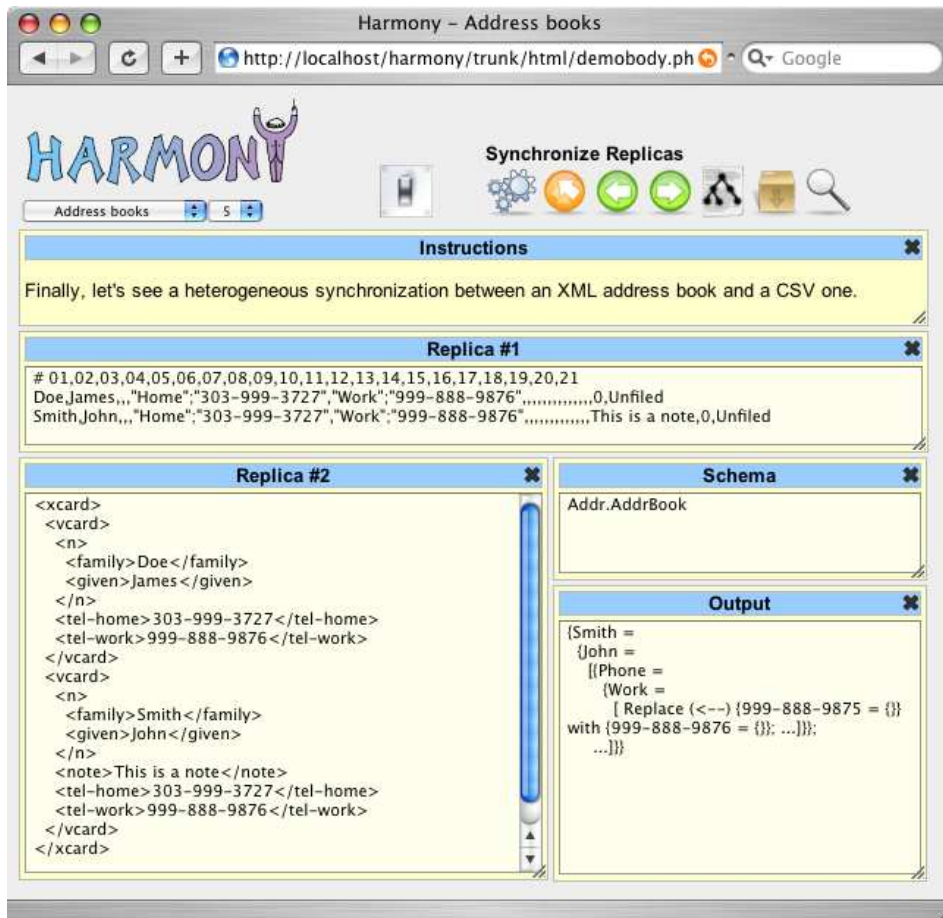 Harmony – Address books
http://localhost/harmony/trunk/html/demobody.ph
Google
HARMONY
Synchronize Replicas
Address books
5
Instructions
Finally, let's see a heterogeneous synchronization between an XML address book and a CSV one.
Replica #1
# 01,02,03,04,05,06,07,08,09,10,11,12,13,14,15,16,17,18,19,20,21
Doe,James,,,"Home";"303-999-3727","Work";"999-888-9876",,,,,,,,,,,,,,0,Unfiled
Smith,John,,,"Home";"303-999-3727","Work";"999-888-9876",,,,,,,,,,,,,This is a note,0,Unfiled
Replica #2
<xcard>
<vcard>
<n>
<family>Doe</family>
<given>James</given>
</n>
<tel-home>303-999-3727</tel-home>
<tel-work>999-888-9876</tel-work>
</vcard>
<vcard>
<n>
<family>Smith</family>
<given>John</given>
</n>
<note>This is a note</note>
<tel-home>303-999-3727</tel-home>
<tel-work>999-888-9876</tel-work>
</vcard>
</xcard>
Schema
Addr.AddrBook
Output
{Smith =
{John =
[{Phone =
{Work =
[ Replace (<--) {999-888-9875 = {}}
with {999-888-9876 = {}}; ...]}};
...]}}